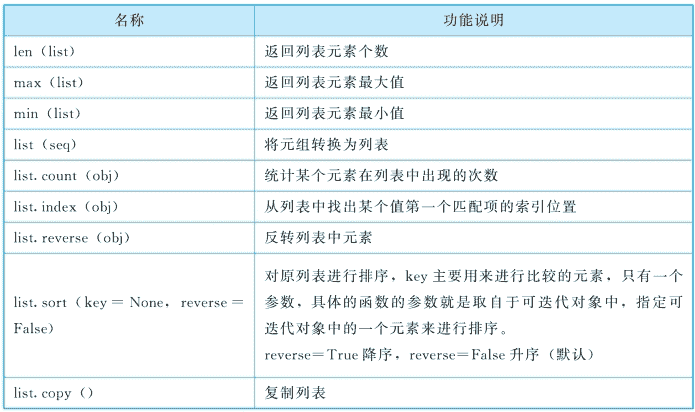 名称 功能说明
len（list） 返回列表元素个数
max（list） 返回列表元素最大值
min（list） 返回列表元素最小值
list（seq） 将元组转换为列表
list. count（obj） 统计某个元素在列表中出现的次数
list. index（obj） 从列表中找出某个值第一个匹配项的索引位置
list. reverse（obj） 反转列表中元素
list. sort（key = None， reverse =
False）
对原列表进行排序，key 主要用来进行比较的元素，只有一个
参数，具体的函数的参数就是取自于可迭代对象中，指定可
迭代对象中的一个元素来进行排序。
reverse=True 降序，reverse=False 升序（默认）
list. copy（） 复制列表